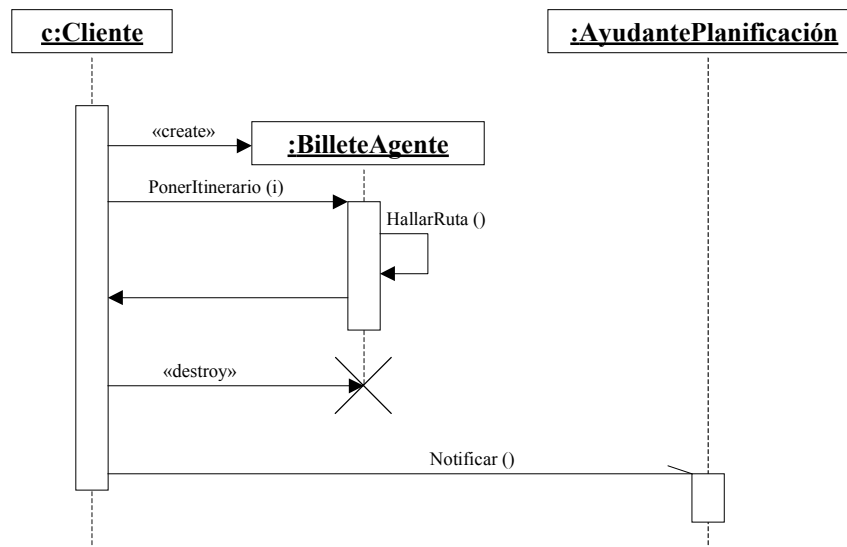 c:Cliente
:AyudantePlanificación
«create»
:BilleteAgente
PonerItinerario (i)
HallarRuta ()
«destroy»
Notificar ()